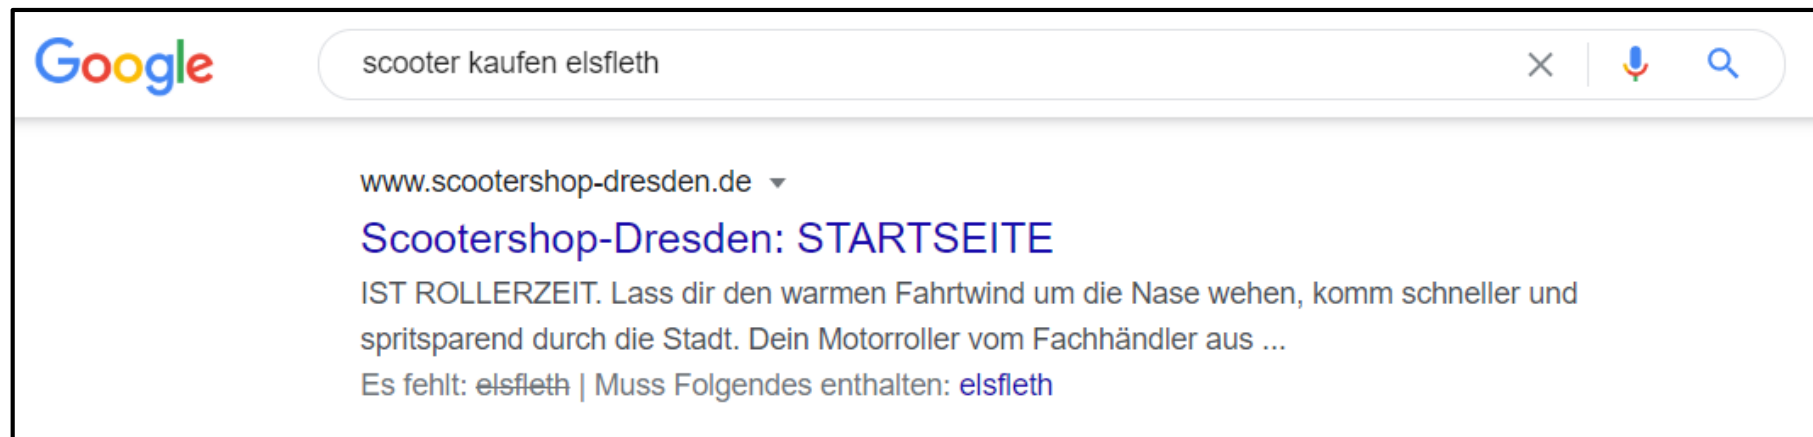 Google
scooter kaufen elsfleth
www.scootershop-dresden.de
Scootershop-Dresden: STARTSEITE
IST ROLLERZEIT. Lass dir den warmen Fahrtwind um die Nase wehen, komm schneller und
spritsparend durch die Stadt. Dein Motorroller vom Fachhändler aus ...
Es fehlt: elsfleth | Muss Folgendes enthalten: elsfleth